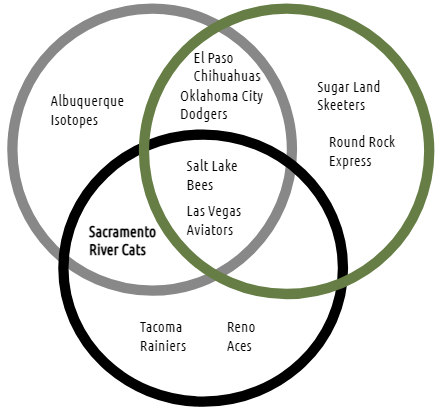 El Paso
Chihuahuas
Oklahoma City
Dodgers
Albuquerque
Isotopes
Sugar Land
Skeeters
Round Rock
Express
Salt Lake
Bees
Las Vegas
Aviators
Sacramento
River Cats
Tacoma
Rainiers
Reno
Aces